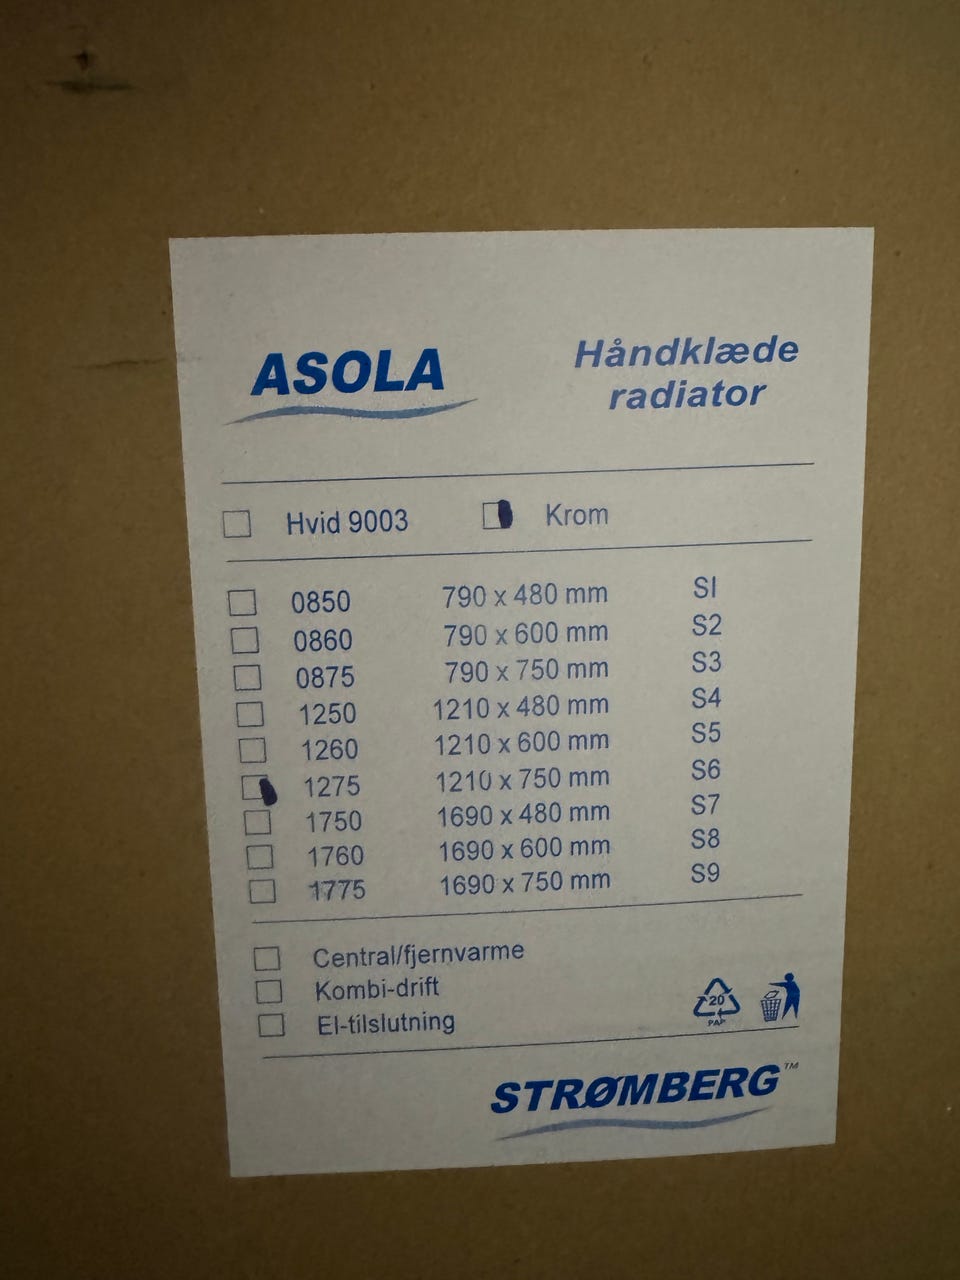 ASOLA
Håndklæde
radiator
Hvid 9003 Krom
0850 790 x 480 mm SI
0860 790 x 600 mm S2
0875 790 x 750 mm S3
1250 1210 x 480 mm S4
1260 1210 x 600 mm S5
1275 1210 x 750 mm S6
1750 1690 x 480 mm S7
1760 1690 x 600 mm S8
1775 1690 x 750 mm S9
Central/fjernvarme
Kombi-drift
El-tilslutning
20
PAP
STRØMBERG™